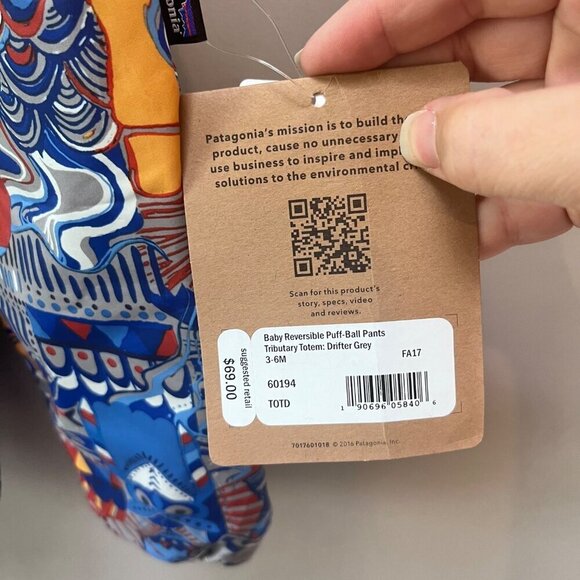 Patagonia's mission is to build the
product, cause no unnecessary
use business to inspire and
solutions to the environmental
Scan for this product's
story, specs, video
and reviews.
Baby Reversible Puff-Ball Pants
Tributary Totem: Drifter Grey
3-6M FA17
60194
TOTD
1 90696 05840 6
suggested retail
$69.00
7017601018 © 2016 Patagonia, Inc.